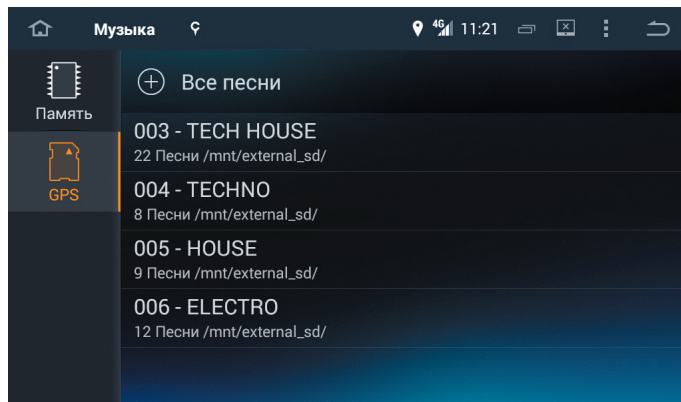 Музыка
4G 11:21
Память
GPS
Все песни
003 - TECH HOUSE
22 Песни /mnt/external_sd/
004 - TECHNO
8 Песни /mnt/external_sd/
005 - HOUSE
9 Песни /mnt/external_sd/
006 - ELECTRO
12 Песни /mnt/external_sd/